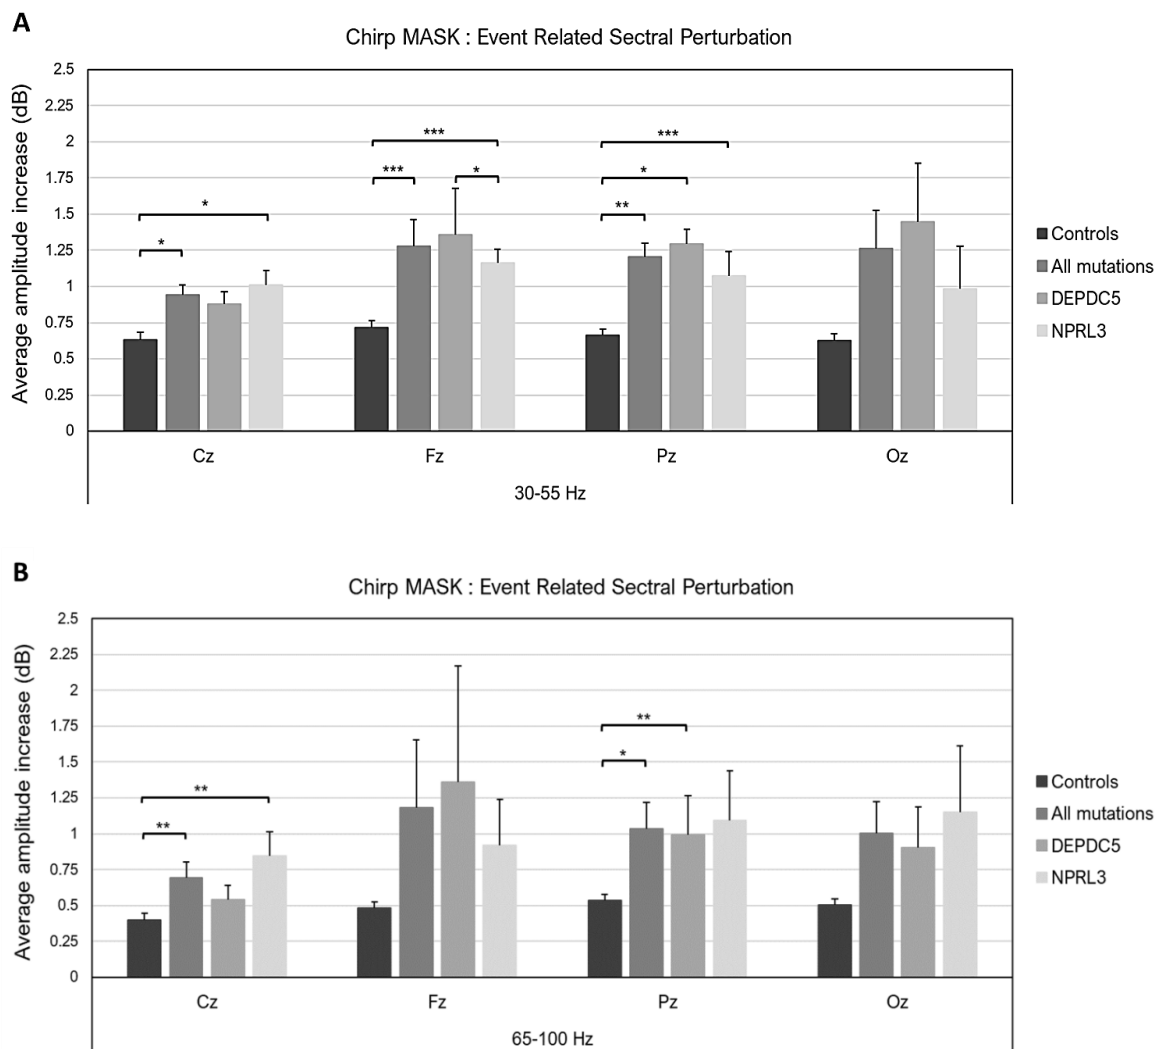 A
Chirp MASK : Event Related Sectral Perturbation
Average amplitude increase (dB)
2.5
2.25
2
1.75
1.5
1.25
1
0.75
0.5
0.25
0
* *
*** *** *
*** * **
Cz Fz Pz Oz
30-55 Hz
Controls
All mutations
DEPDC5
NPRL3
B
Chirp MASK : Event Related Sectral Perturbation
Average amplitude increase (dB)
2.5
2.25
2
1.75
1.5
1.25
1
0.75
0.5
0.25
0
** **
** *
Cz Fz Pz Oz
65-100 Hz
Controls
All mutations
DEPDC5
NPRL3